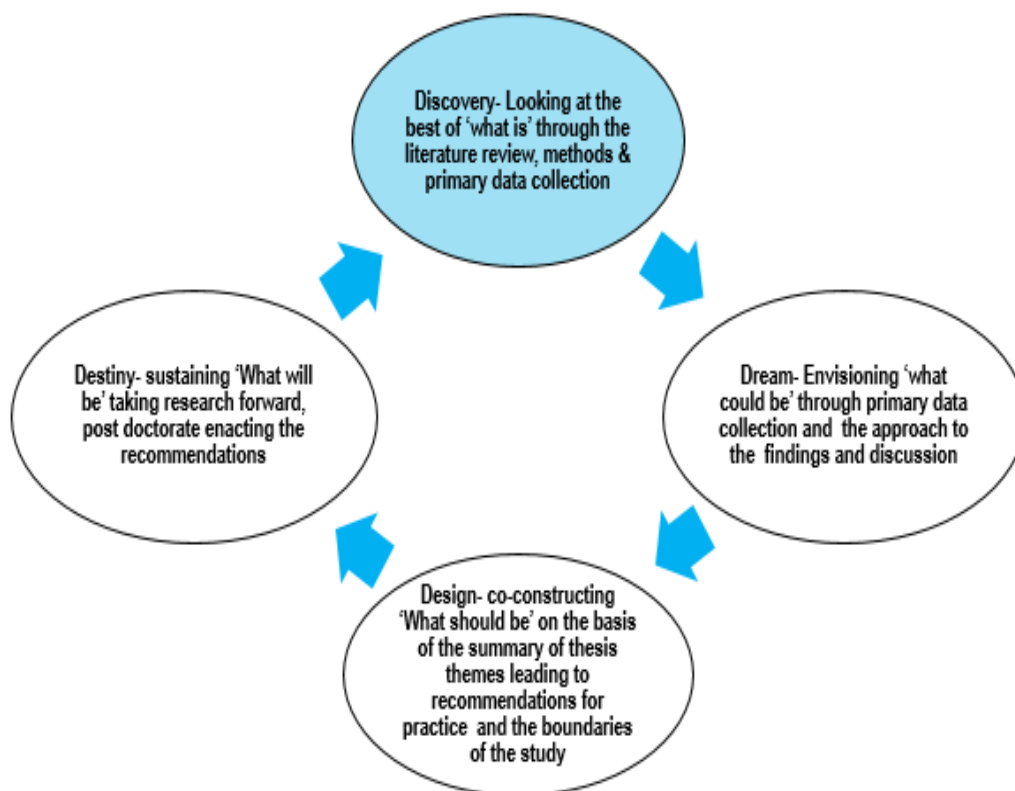 Discovery- Looking at the
best of ‘what is’ through the
literature review, methods &
primary data collection
Dream- Envisioning ‘what
could be’ through primary data
collection and the approach to
the findings and discussion
Design- co-constructing
‘What should be’ on the basis
of the summary of thesis
themes leading to
recommendations for
practice and the boundaries
of the study
Destiny- sustaining ‘What will
be’ taking research forward,
post doctorate enacting the
recommendations